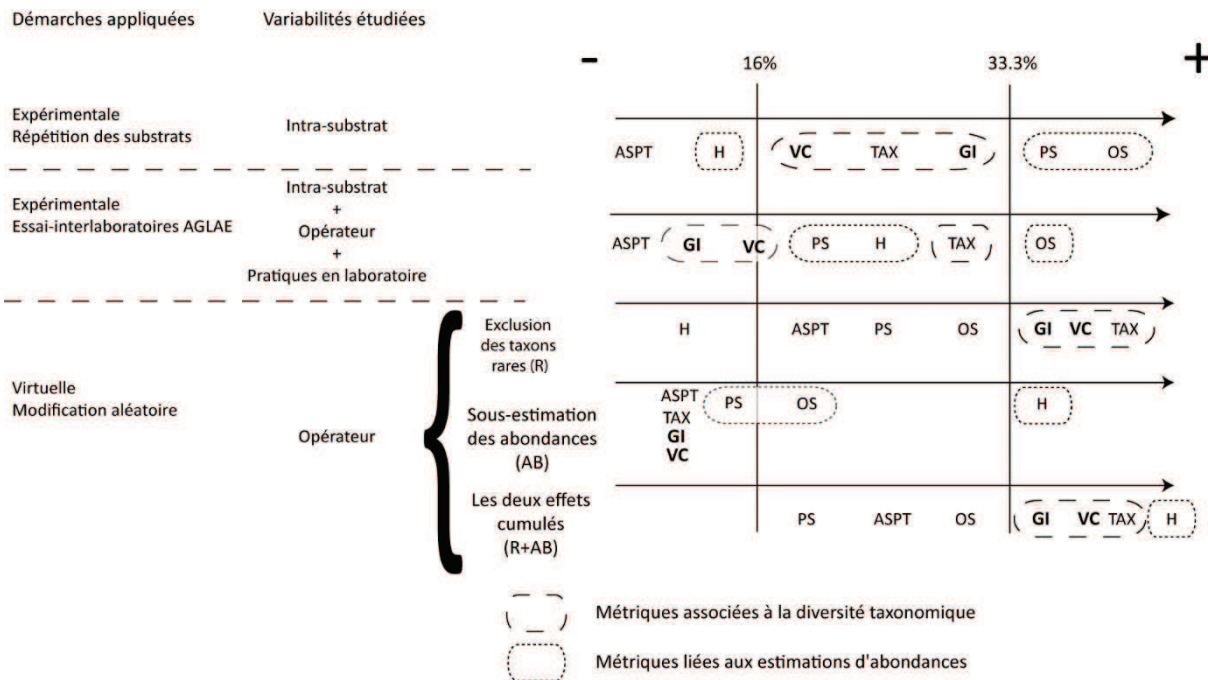 Démarches appliquées
Variabilités étudiées
- 16% 33.3% +
Expérimentale
Répétition des substrats
Intra-substrat
ASPT H VC TAX GI PS OS
Expérimentale
Essai-interlaboratoires AGLAE
Intra-substrat
+
Opérateur
+
Pratiques en laboratoire
ASPT GI VC PS H TAX OS
Virtuelle
Modification aléatoire
Opérateur
Exclusion
des taxons
rares (R)
H ASPT PS OS GI VC TAX
Sous-estimation
des abondances
(AB)
ASPT PS OS H
TAX
GI
VC
Les deux effets
cumulés
(R+AB)
PS ASPT OS GI VC TAX H
Métriques associées à la diversité taxonomique
Métriques liées aux estimations d'abondances